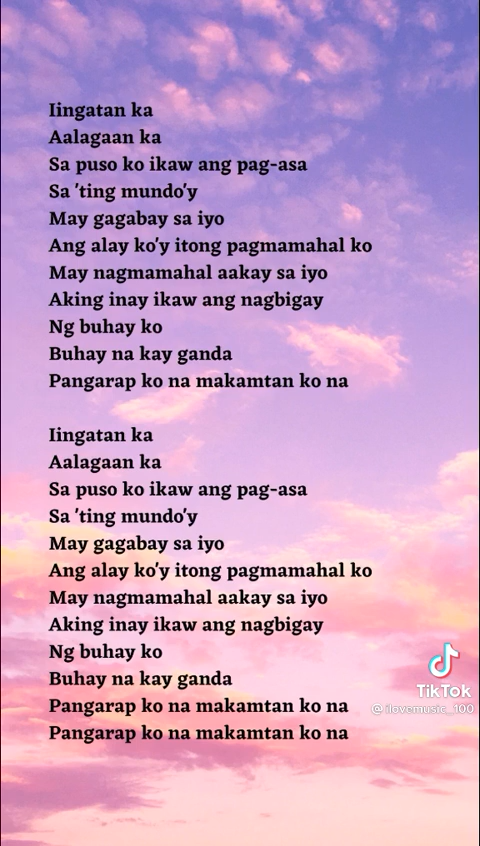 Iingatan ka
Aalagaan ka
Sa puso ko ikaw ang pag-asa
Sa 'ting mundo'y
May gagabay sa iyo
Ang alay ko'y itong pagmamahal ko
May nagmamahal aakay sa iyo
Aking inay ikaw ang nagbigay
Ng buhay ko
Buhay na kay ganda
Pangarap ko na makamtan ko na

Iingatan ka
Aalagaan ka
Sa puso ko ikaw ang pag-asa
Sa 'ting mundo'y
May gagabay sa iyo
Ang alay ko'y itong pagmamahal ko
May nagmamahal aakay sa iyo
Aking inay ikaw ang nagbigay
Ng buhay ko
Buhay na kay ganda
Pangarap ko na makamtan ko na
Pangarap ko na makamtan ko na
TikTok
@ilovemusic_100